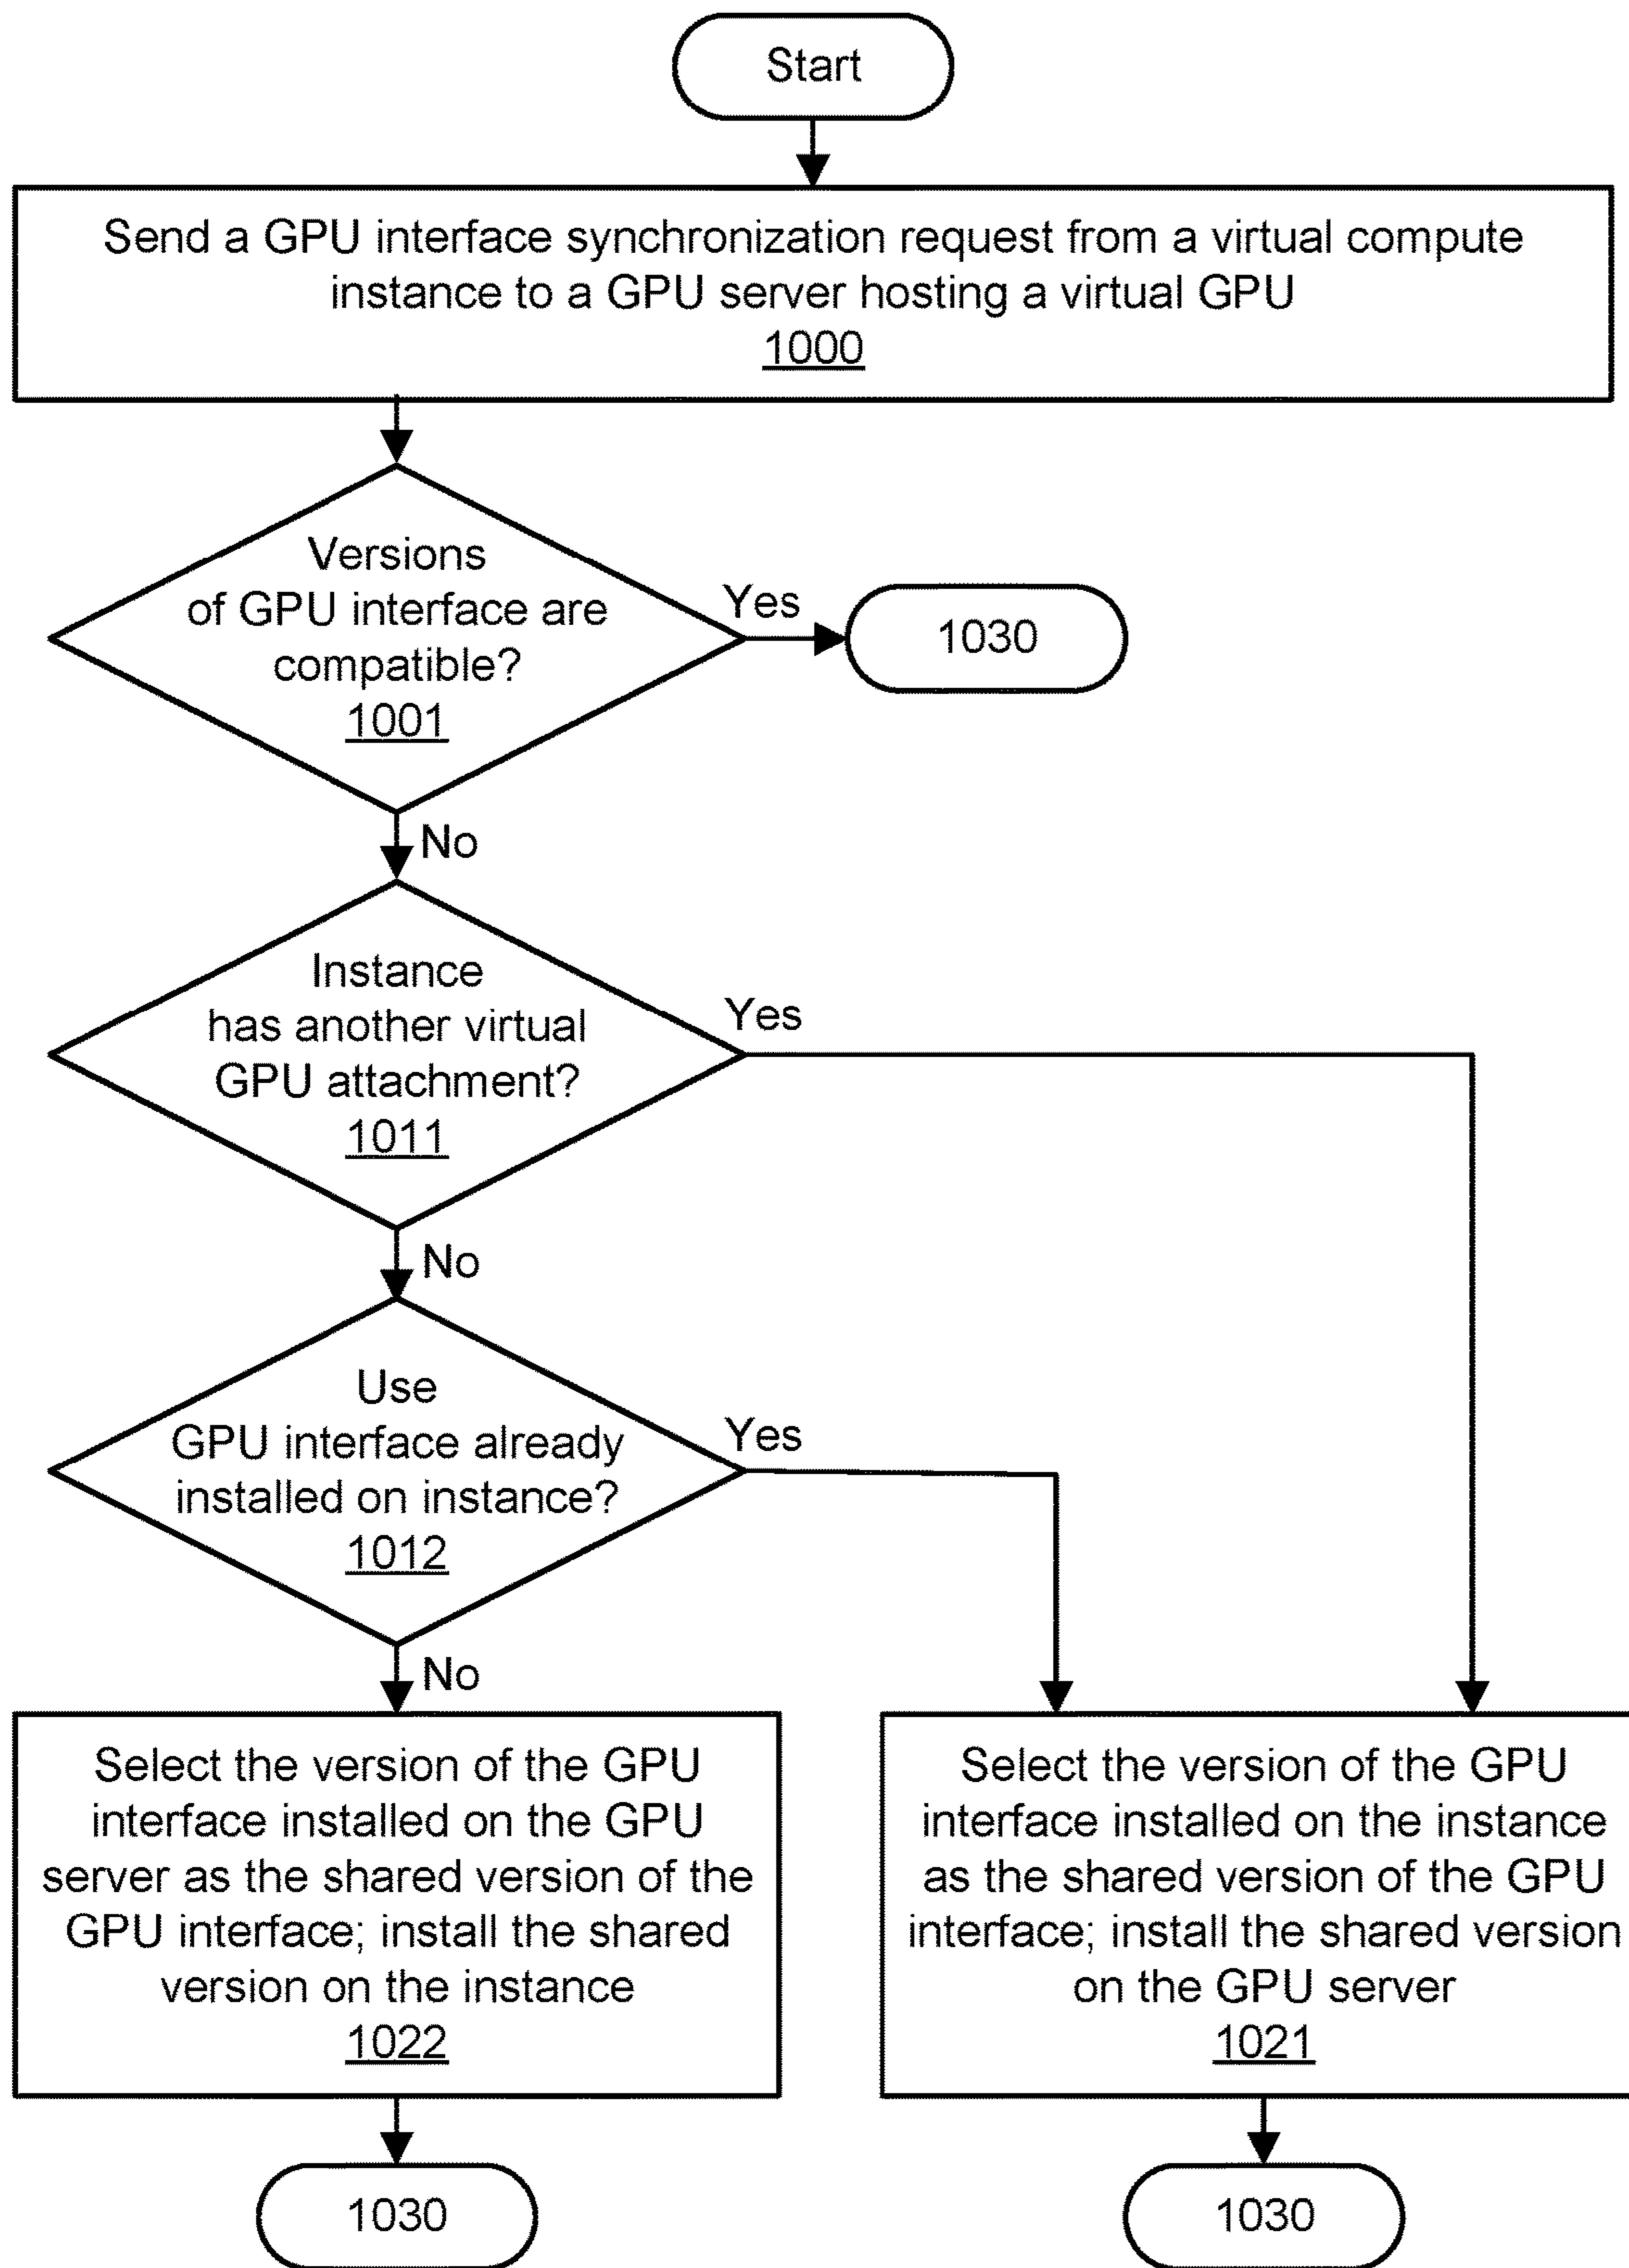 Start
Send a GPU interface synchronization request from a virtual compute
instance to a GPU server hosting a virtual GPU
1000
Versions
of GPU interface are
compatible?
1001
Yes
1030
No
Instance
has another virtual
GPU attachment?
1011
Yes
No
Use
GPU interface already
installed on instance?
1012
Yes
No
Select the version of the GPU
interface installed on the GPU
server as the shared version of the
GPU interface; install the shared
version on the instance
1022
Select the version of the GPU
interface installed on the instance
as the shared version of the GPU
interface; install the shared version
on the GPU server
1021
1030
1030